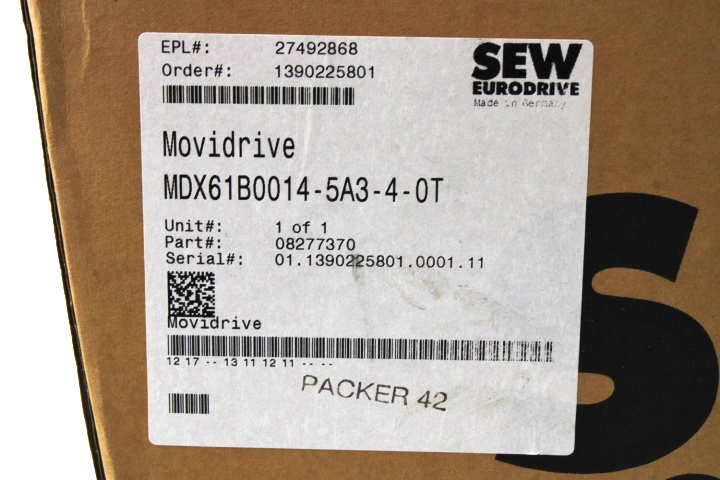 EPL#: 27492868
Order#: 1390225801
SEW
EURODRIVE
Made in Germany
Movidrive
MDX61B0014-5A3-4-0T
Unit#: 1 of 1
Part#: 08277370
Serial#: 01.1390225801.0001.11
Movidrive
12 17 -- 13 11 12 11 -- -- --
PACKER 42
S